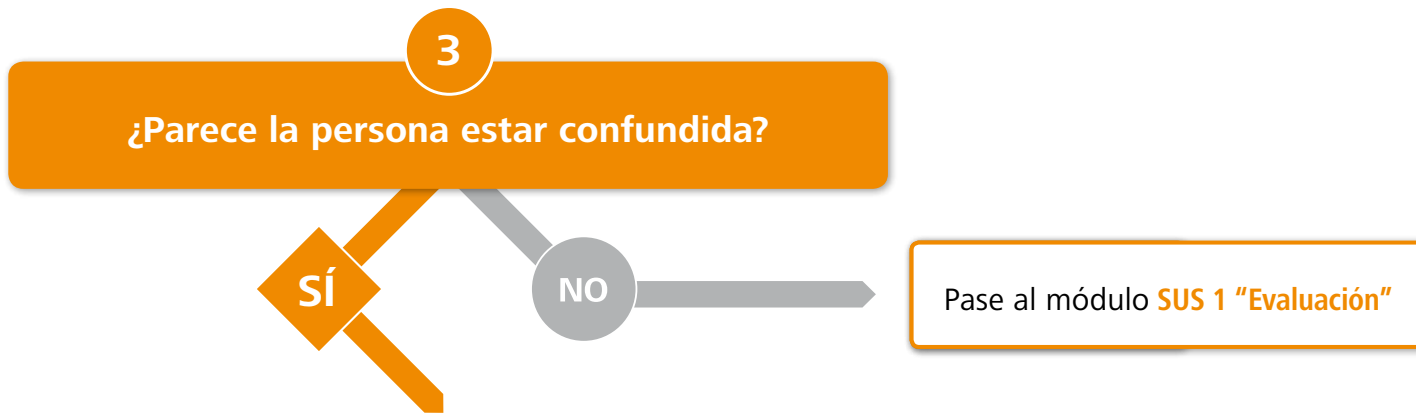 3
¿Parece la persona estar confundida?
SÍ
NO
Pase al módulo SUS 1 “Evaluación”